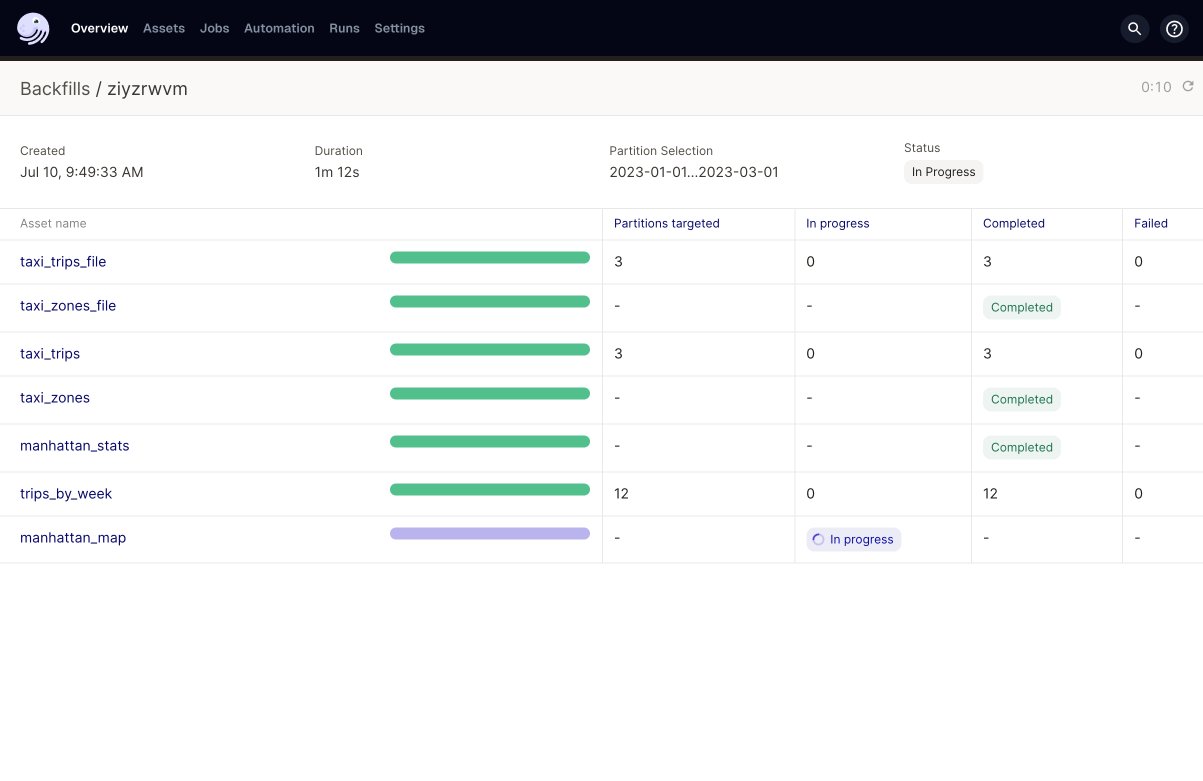 Overview Assets Jobs Automation Runs Settings
Backfills / ziyzrwvm 0:10
Created Duration Partition Selection Status
Jul 10, 9:49:33 AM 1m 12s 2023-01-01...2023-03-01 In Progress
Asset name Partitions targeted In progress Completed Failed
taxi_trips_file 3 0 3 0
taxi_zones_file - - Completed -
taxi_trips 3 0 3 0
taxi_zones - - Completed -
manhattan_stats - - Completed -
trips_by_week 12 0 12 0
manhattan_map - In progress - -